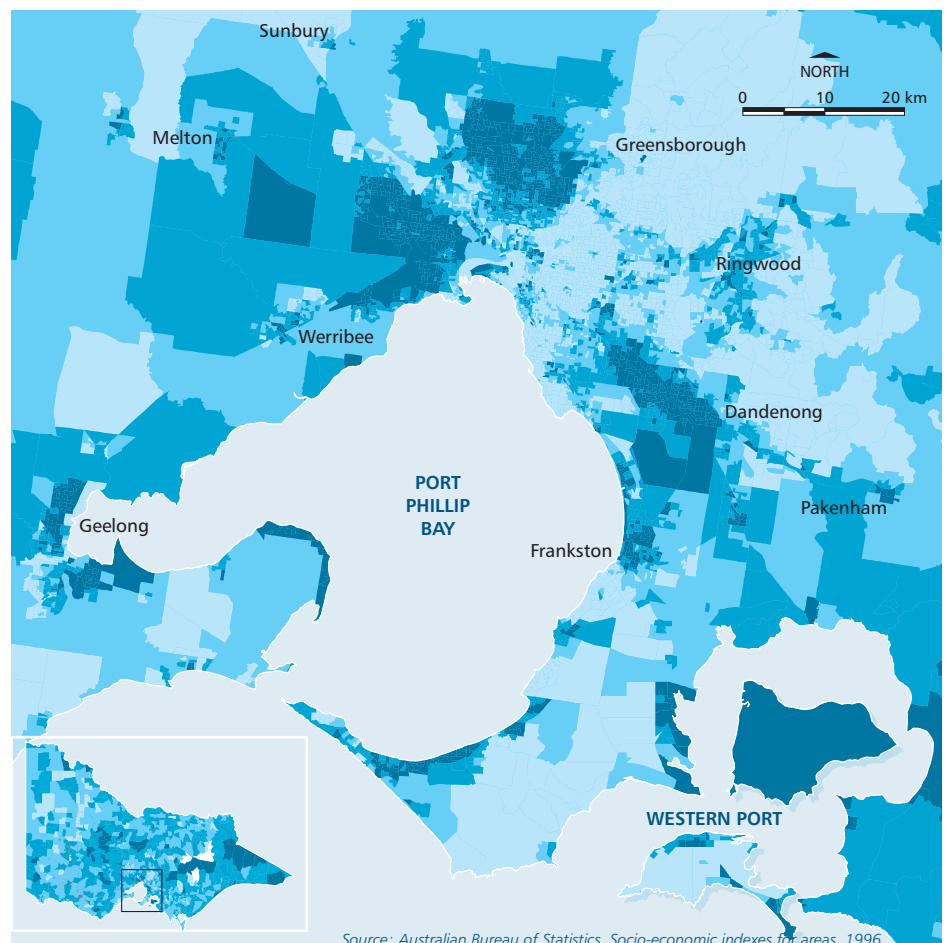 Sunbury
NORTH
0 10 20 km
Melton
Greensborough
Ringwood
Werribee
Dandenong
PORT
PHILLIP
BAY
Pakenham
Geelong
Frankston
WESTERN PORT
Source: Australian Bureau of Statistics, Socio-economic indexes for areas, 1996